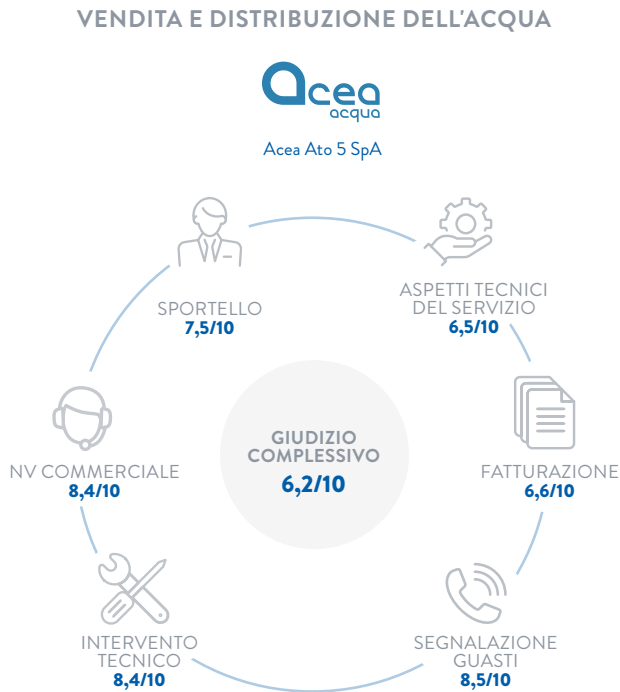 VENDITA E DISTRIBUZIONE DELL'ACQUA
acea
acqua
Acea Ato 5 SpA
SPORTELLO
7,5/10
ASPETTI TECNICI
DEL SERVIZIO
6,5/10
GIUDIZIO
COMPLESSIVO
6,2/10
NV COMMERCIALE
8,4/10
FATTURAZIONE
6,6/10
INTERVENTO
TECNICO
8,4/10
SEGNALAZIONE
GUASTI
8,5/10